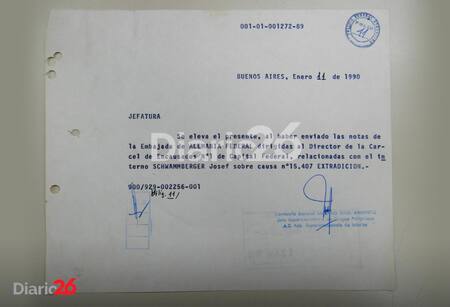 001-01-001272-89
BUENOS AIRES, Enero 11 de 1990
JEFATURA
Se eleva el presente, al haber enviado las notas de
la Embajada de ALEMANIA FEDERAL, dirigidas al Director de la Car-
cel de Encausados n°1 de Capital Federal, relacionadas con el in
terno SCHWAMMBERGER Josef sobre causa n°15.407 EXTRADICION.-
900/929-002256-001
Diario26
Diario26